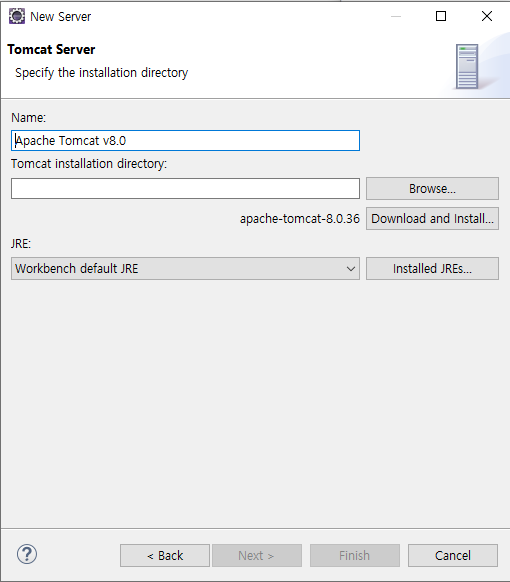 New Server
Tomcat Server
Specify the installation directory
Name:
Apache Tomcat v8.0
Tomcat installation directory:
Browse...
apache-tomcat-8.0.36 Download and Install...
JRE:
Workbench default JRE Installed JREs...
? < Back Next > Finish Cancel